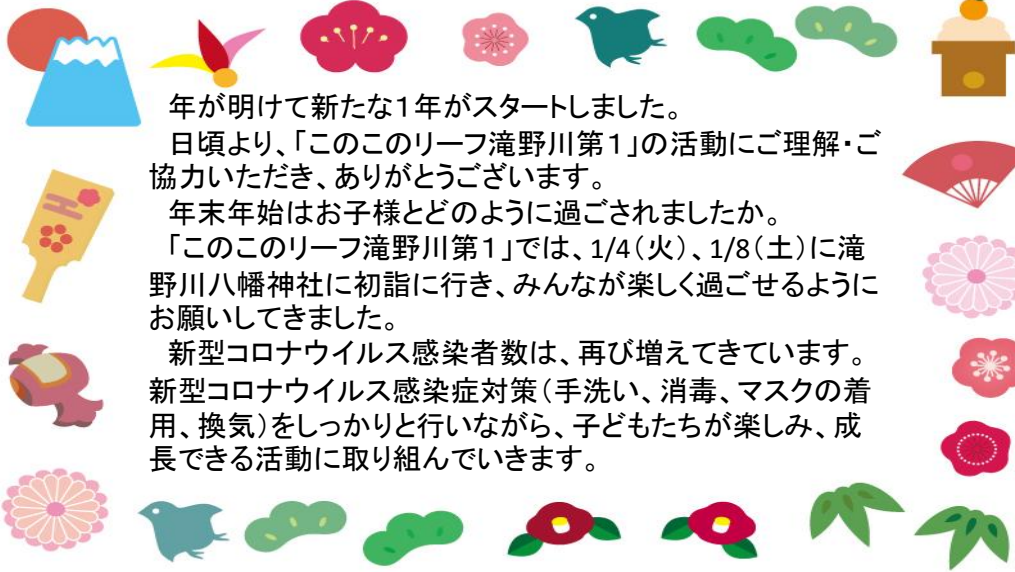 年が明けて新たな１年がスタートしました。
　日頃より、「このこのリーフ滝野川第１」の活動にご理解・ご
協力いただき、ありがとうございます。
　年末年始はお子様とどのように過ごされましたか。
　「このこのリーフ滝野川第１」では、1/4（火）、1/8（土）に滝
野川八幡神社に初詣に行き、みんなが楽しく過ごせるように
お願いしてきました。
　新型コロナウイルス感染者数は、再び増えてきています。
新型コロナウイルス感染症対策（手洗い、消毒、マスクの着
用、換気）をしっかりと行いながら、子どもたちが楽しみ、成
長できる活動に取り組んでいきます。